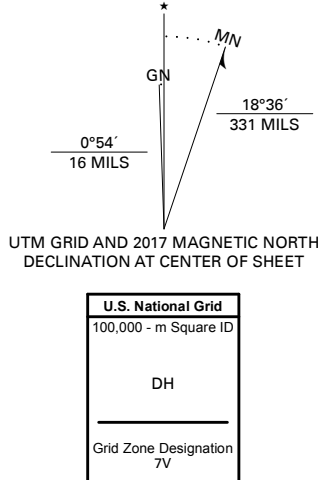 ★
MN
GN
18°36´
331 MILS
0°54´
16 MILS
UTM GRID AND 2017 MAGNETIC NORTH
DECLINATION AT CENTER OF SHEET
U.S. National Grid
100,000 - m Square ID
DH
Grid Zone Designation
7V